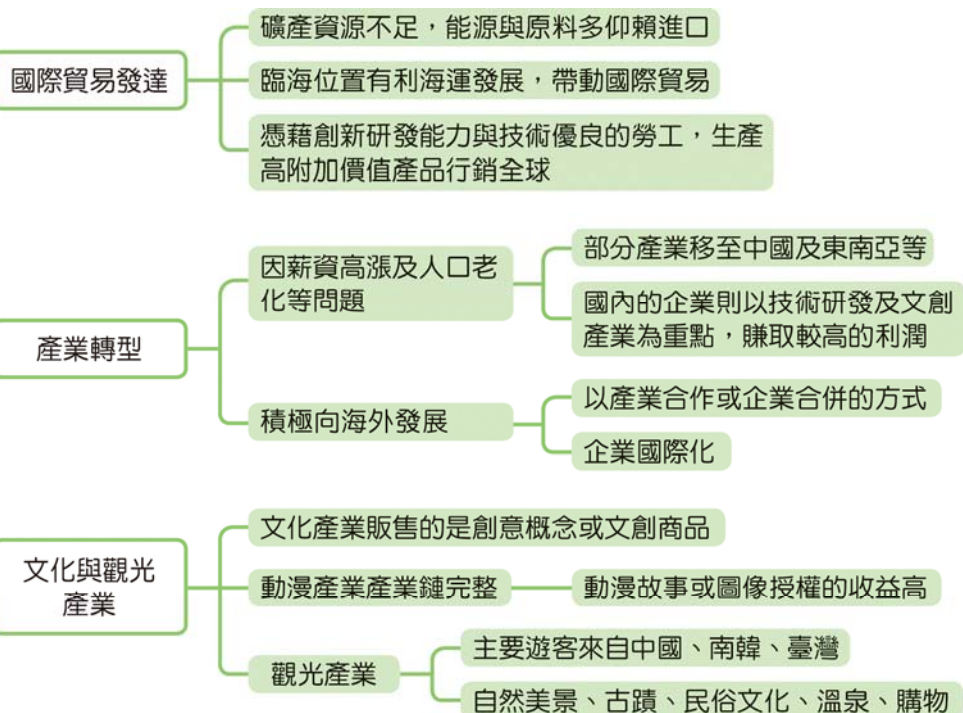 國際貿易發達
礦產資源不足，能源與原料多仰賴進口
臨海位置有利海運發展，帶動國際貿易
憑藉創新研發能力與技術優良的勞工，生產
高附加價值產品行銷全球
產業轉型
因薪資高漲及人口老
化等問題
部分產業移至中國及東南亞等
國內的企業則以技術研發及文創
產業為重點，賺取較高的利潤
積極向海外發展
以產業合作或企業合併的方式
企業國際化
文化與觀光
產業
文化產業販售的是創意概念或文創商品
動漫產業產業鏈完整
動漫故事或圖像授權的收益高
觀光產業
主要遊客來自中國、南韓、臺灣
自然美景、古蹟、民俗文化、溫泉、購物